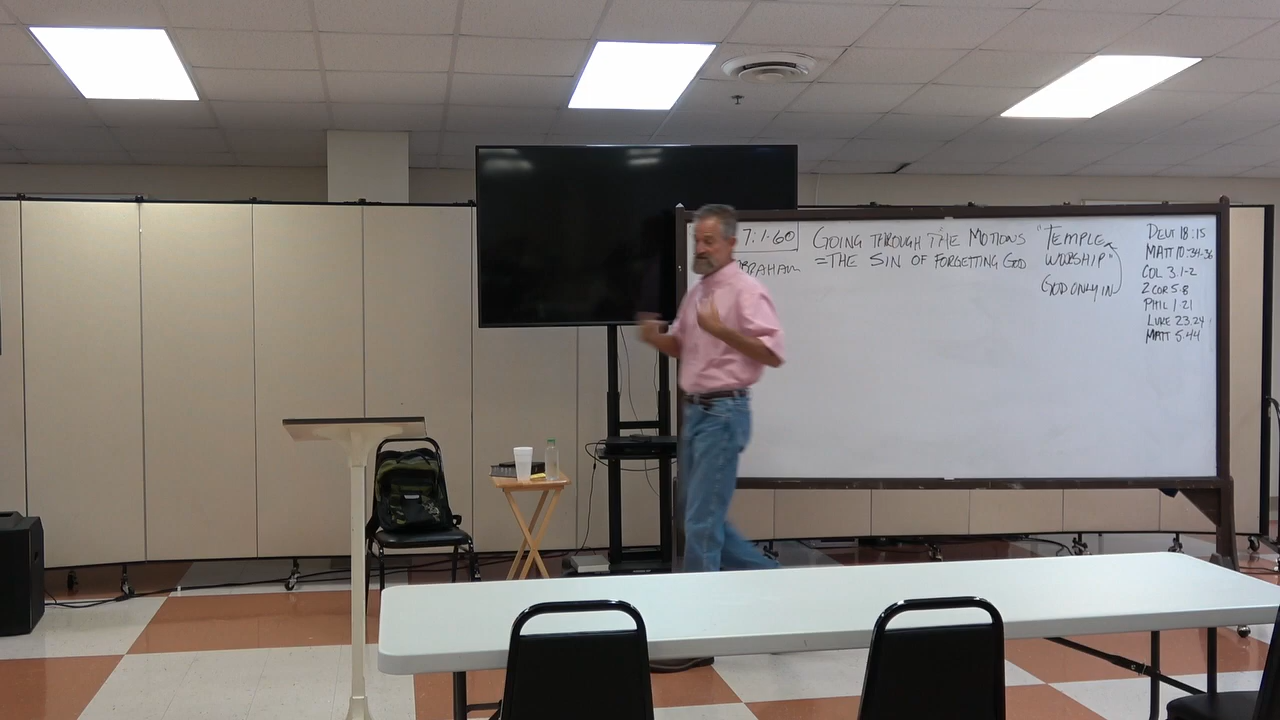 7:1-60
ABRAHAM
GOING THROUGH THE MOTIONS
=THE SIN OF FORGETTING GOD
"TEMPLE
WORSHIP"
GOD ONLY IN
DEUT 18:15
MATT 10:34-36
COL 3.1-2
2 COR 5.8
PHIL 1.21
LUKE 23.24
MATT 5.44